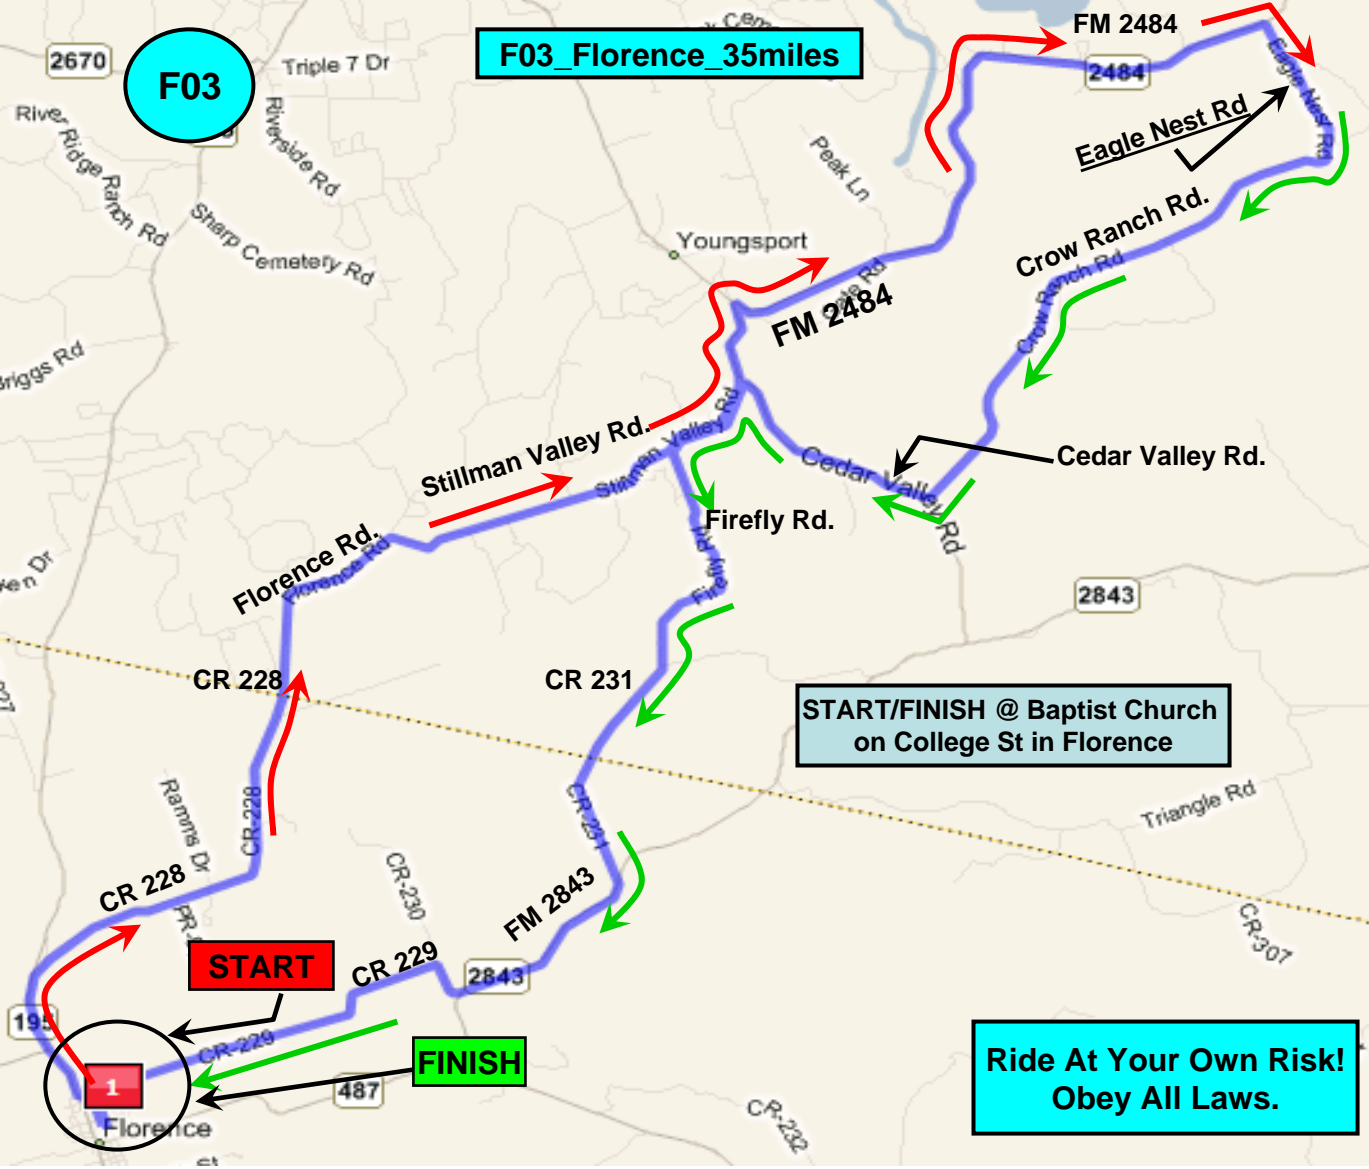 FM 2484
F03_Florence_35miles
2670
F03
Triple 7 Dr
2484
Eagle Nest Rd
Eagle Nest Rd
River Ridge Ranch Rd
Riverside Rd
Peak Ln
Sharp Cemetery Rd
Crow Ranch Rd.
Youngsport
Crow Ranch Rd
Crow Ranch Rd
FM 2484
Briggs Rd
Stillman Valley Rd.
Stillman Valley Rd
Cedar Valley Rd.
Cedar Valley Rd
Firefly Rd.
Firefly Rd
Florence Rd.
Florence Rd
2843
CR 228
CR 231
START/FINISH @ Baptist Church
on College St in Florence
Ramms Dr
CR-228
CR-231
Triangle Rd
CR 228
CR-230
FM 2843
CR-307
START
CR 229
2843
195
CR-229
FINISH
Ride At Your Own Risk!
Obey All Laws.
1
487
CR-232
Florence